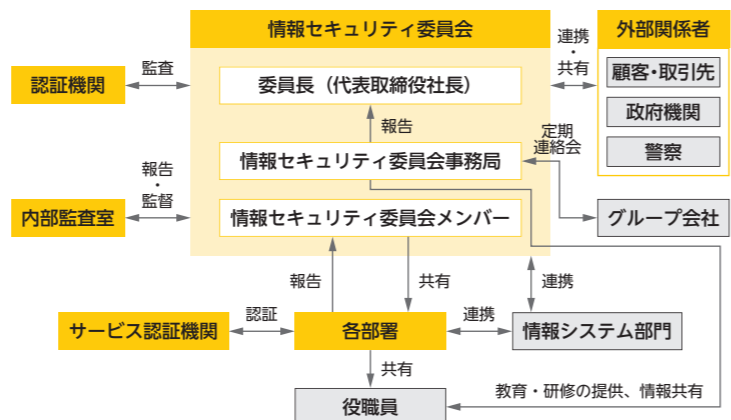 情報セキュリティ委員会
連携
・
共有
外部関係者
認証機関
監査
委員長（代表取締役社長）
顧客・取引先
報告
政府機関
定期
連絡会
情報セキュリティ委員会事務局
警察
報告
・
監督
内部監査室
情報セキュリティ委員会メンバー
グループ会社
報告
共有
連携
サービス認証機関
認証
各部署
連携
情報システム部門
共有
教育・研修の提供、情報共有
役職員